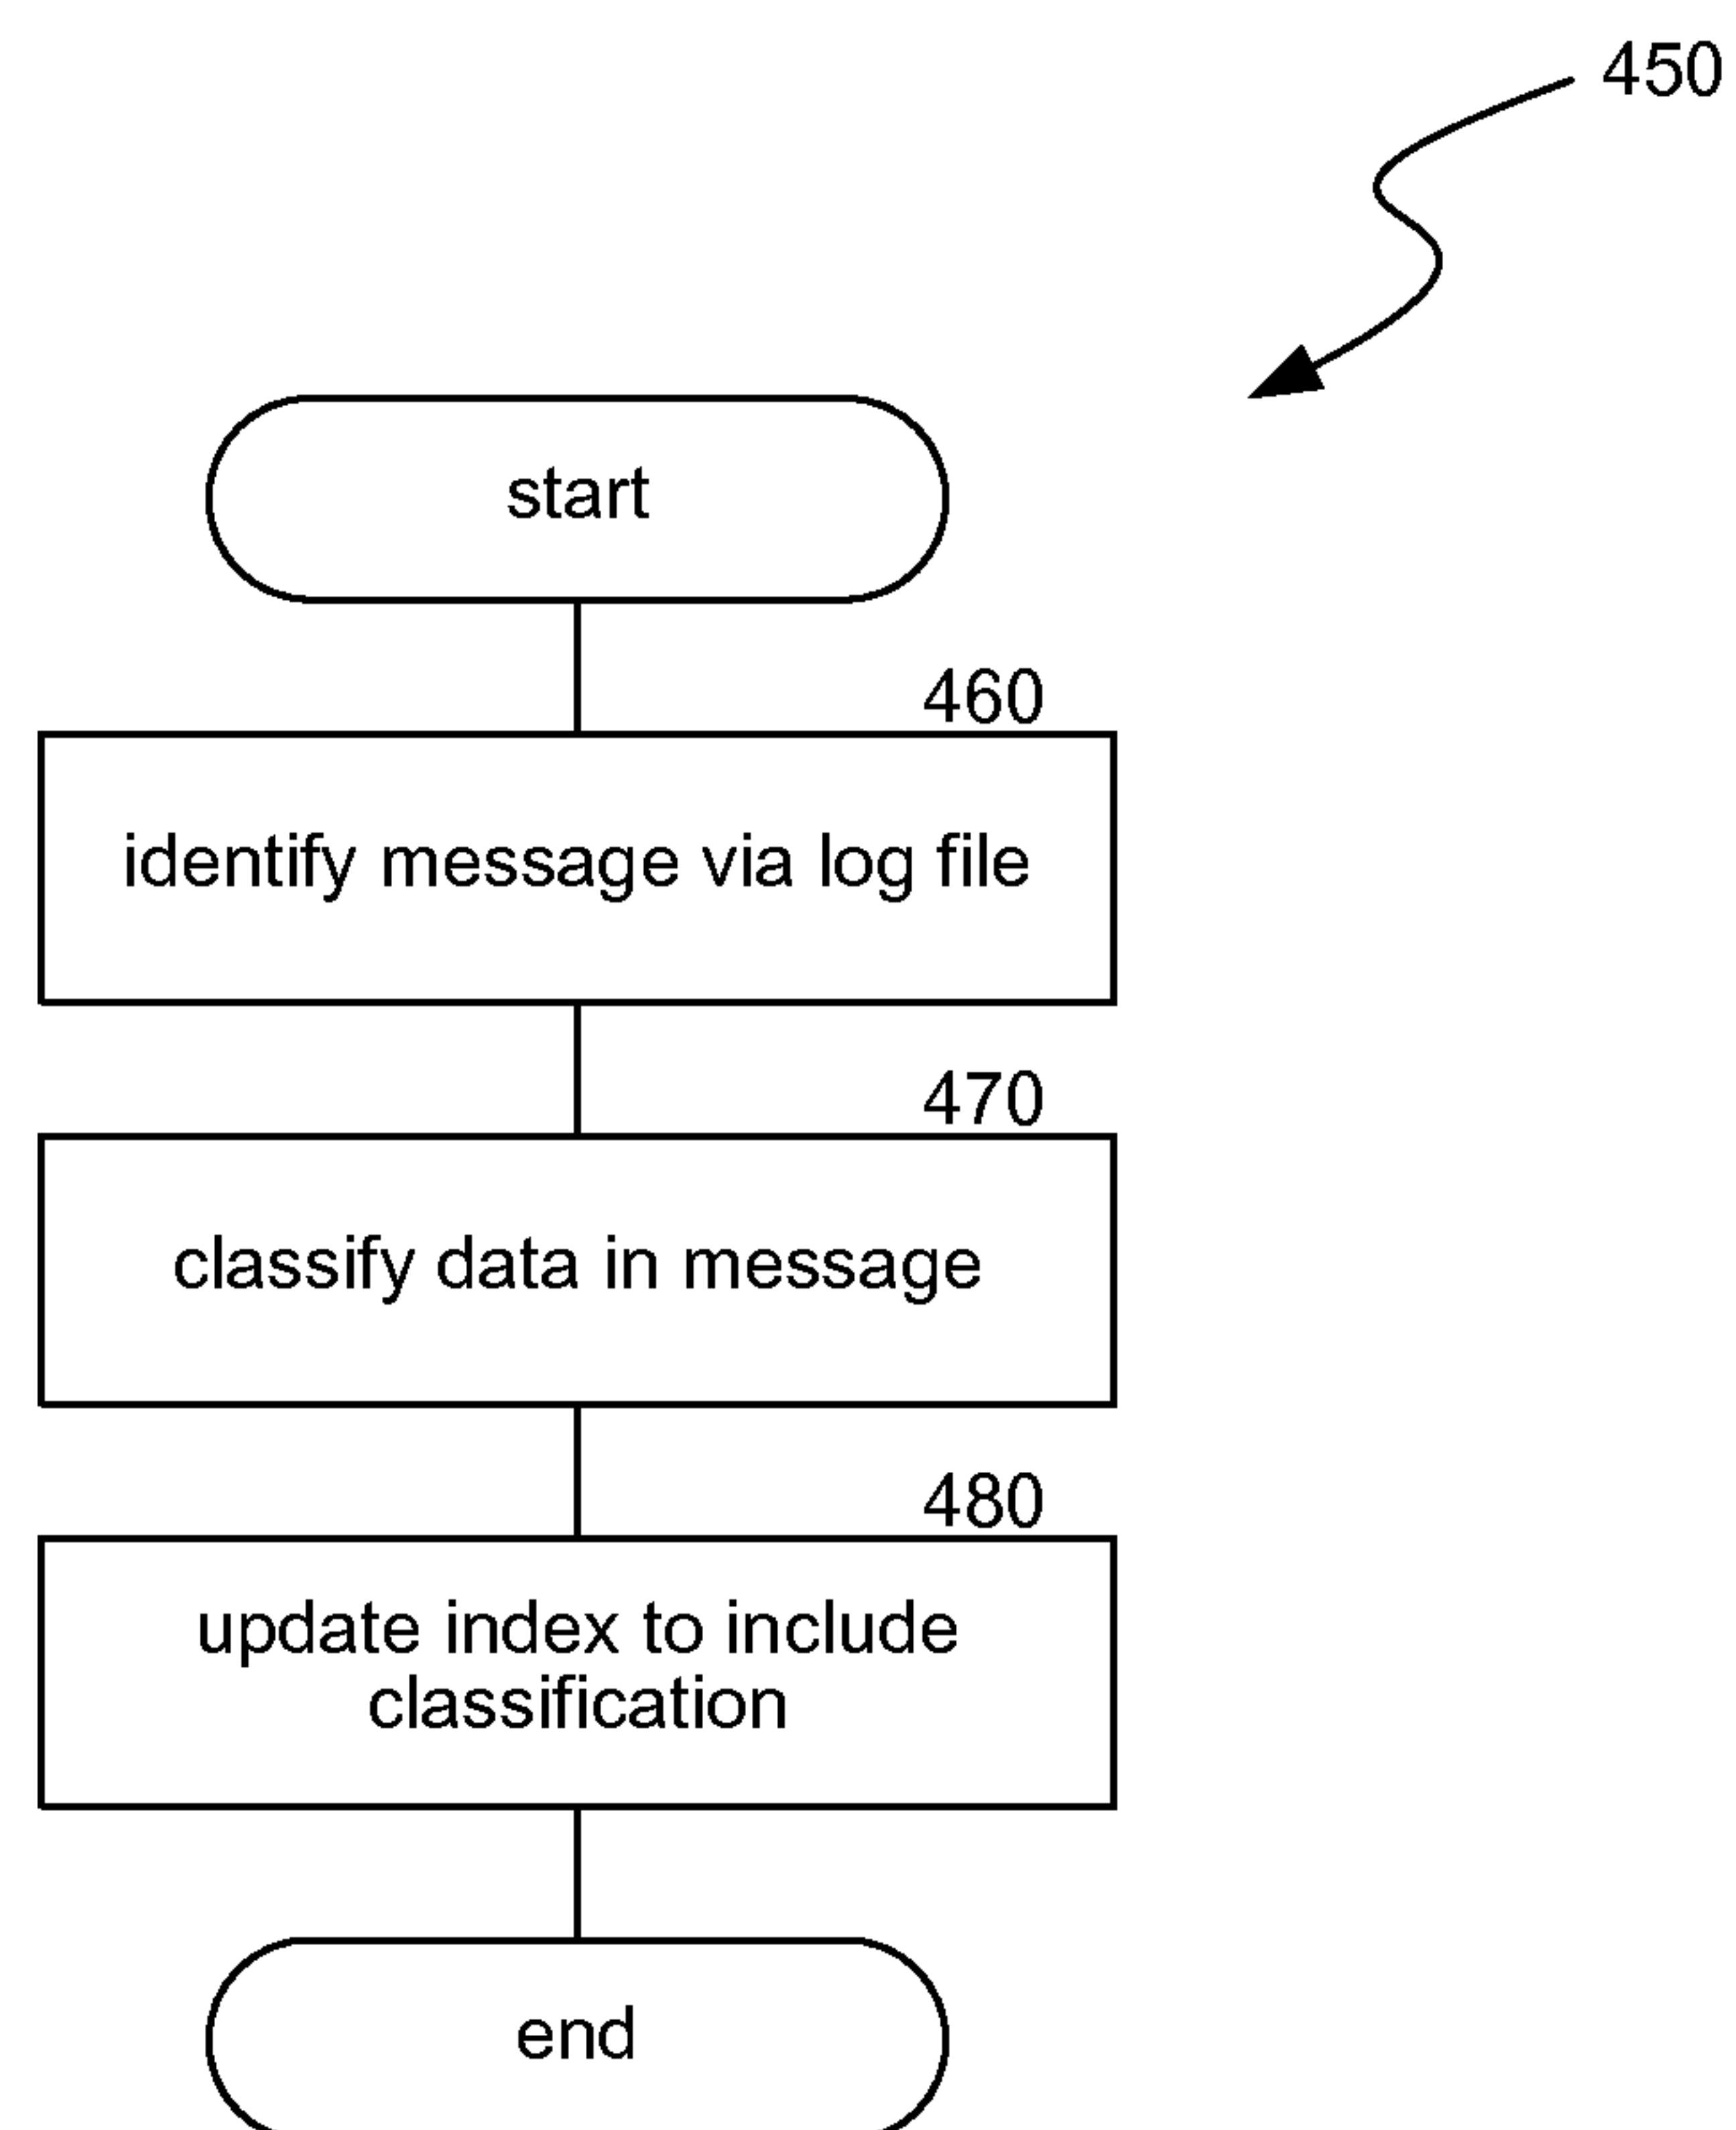 450
start
460
identify message via log file
470
classify data in message
480
update index to include
classification
end